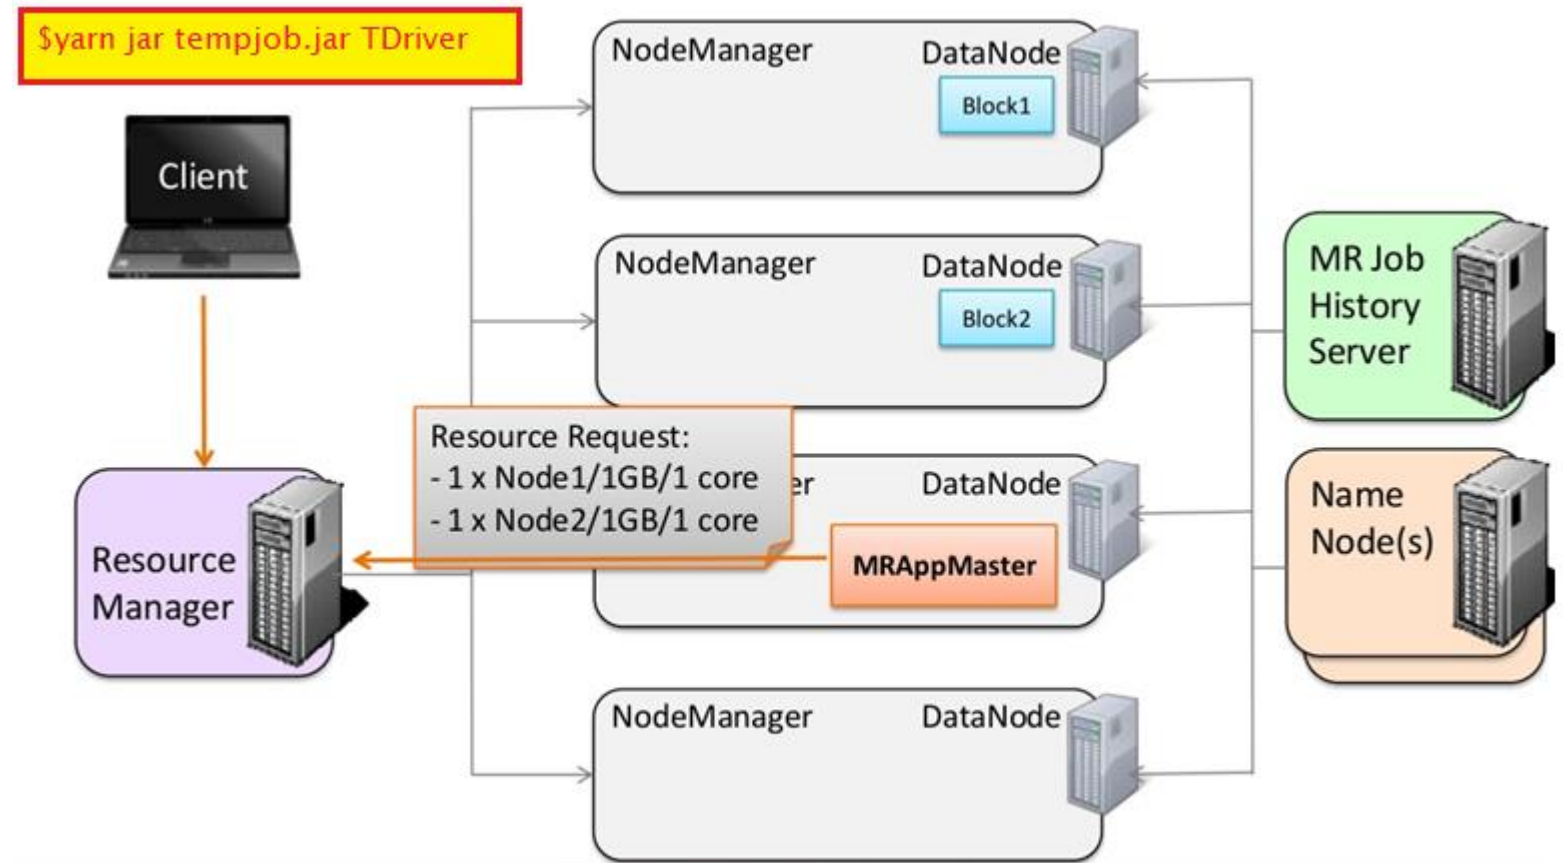 $yarn jar tempjob.jar TDriver
Client
NodeManager
DataNode
Block1
NodeManager
DataNode
Block2
Resource Request:
- 1 x Node1/1GB/1 core
- 1 x Node2/1GB/1 core
er
DataNode
MRAppMaster
Resource
Manager
NodeManager
DataNode
MR Job
History
Server
Name
Node(s)